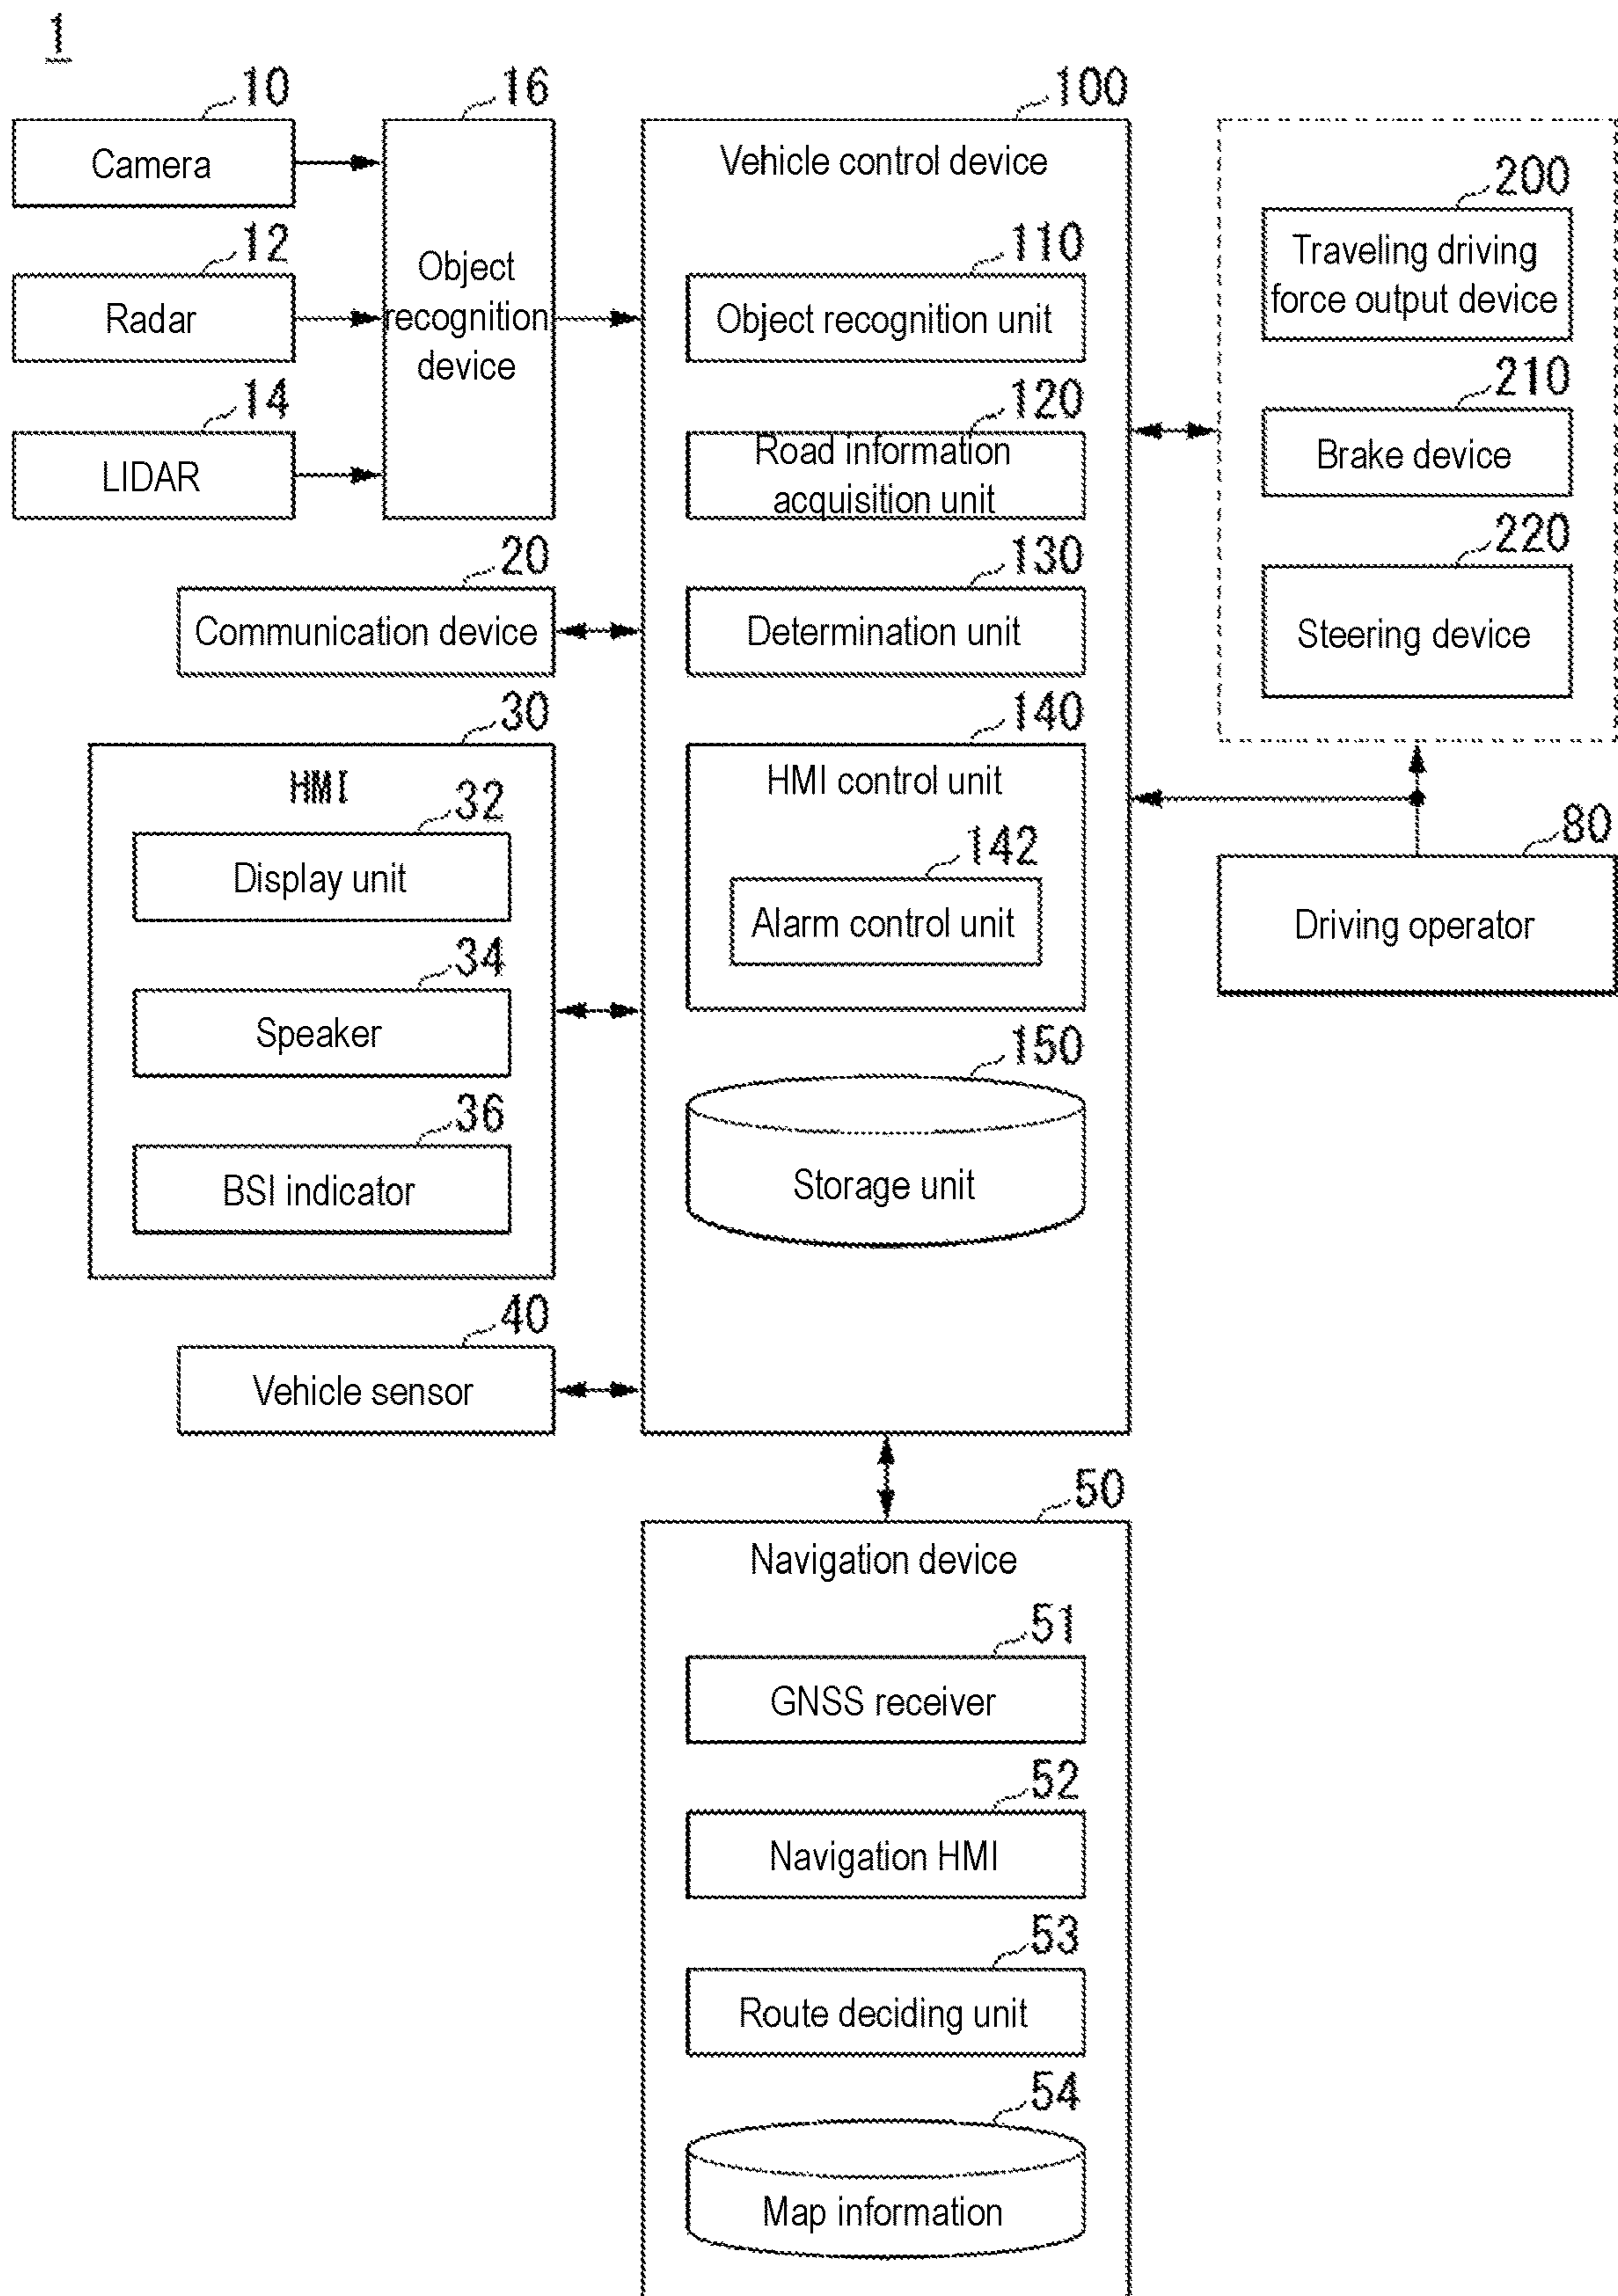 1
10
Camera
12
Radar
14
LIDAR
16
Object
recognition
device
20
Communication device
30
HMI
32
Display unit
34
Speaker
36
BSI indicator
40
Vehicle sensor
100
Vehicle control device
110
Object recognition unit
120
Road information
acquisition unit
130
Determination unit
140
HMI control unit
142
Alarm control unit
150
Storage unit
200
Traveling driving
force output device
210
Brake device
220
Steering device
80
Driving operator
50
Navigation device
51
GNSS receiver
52
Navigation HMI
53
Route deciding unit
54
Map information